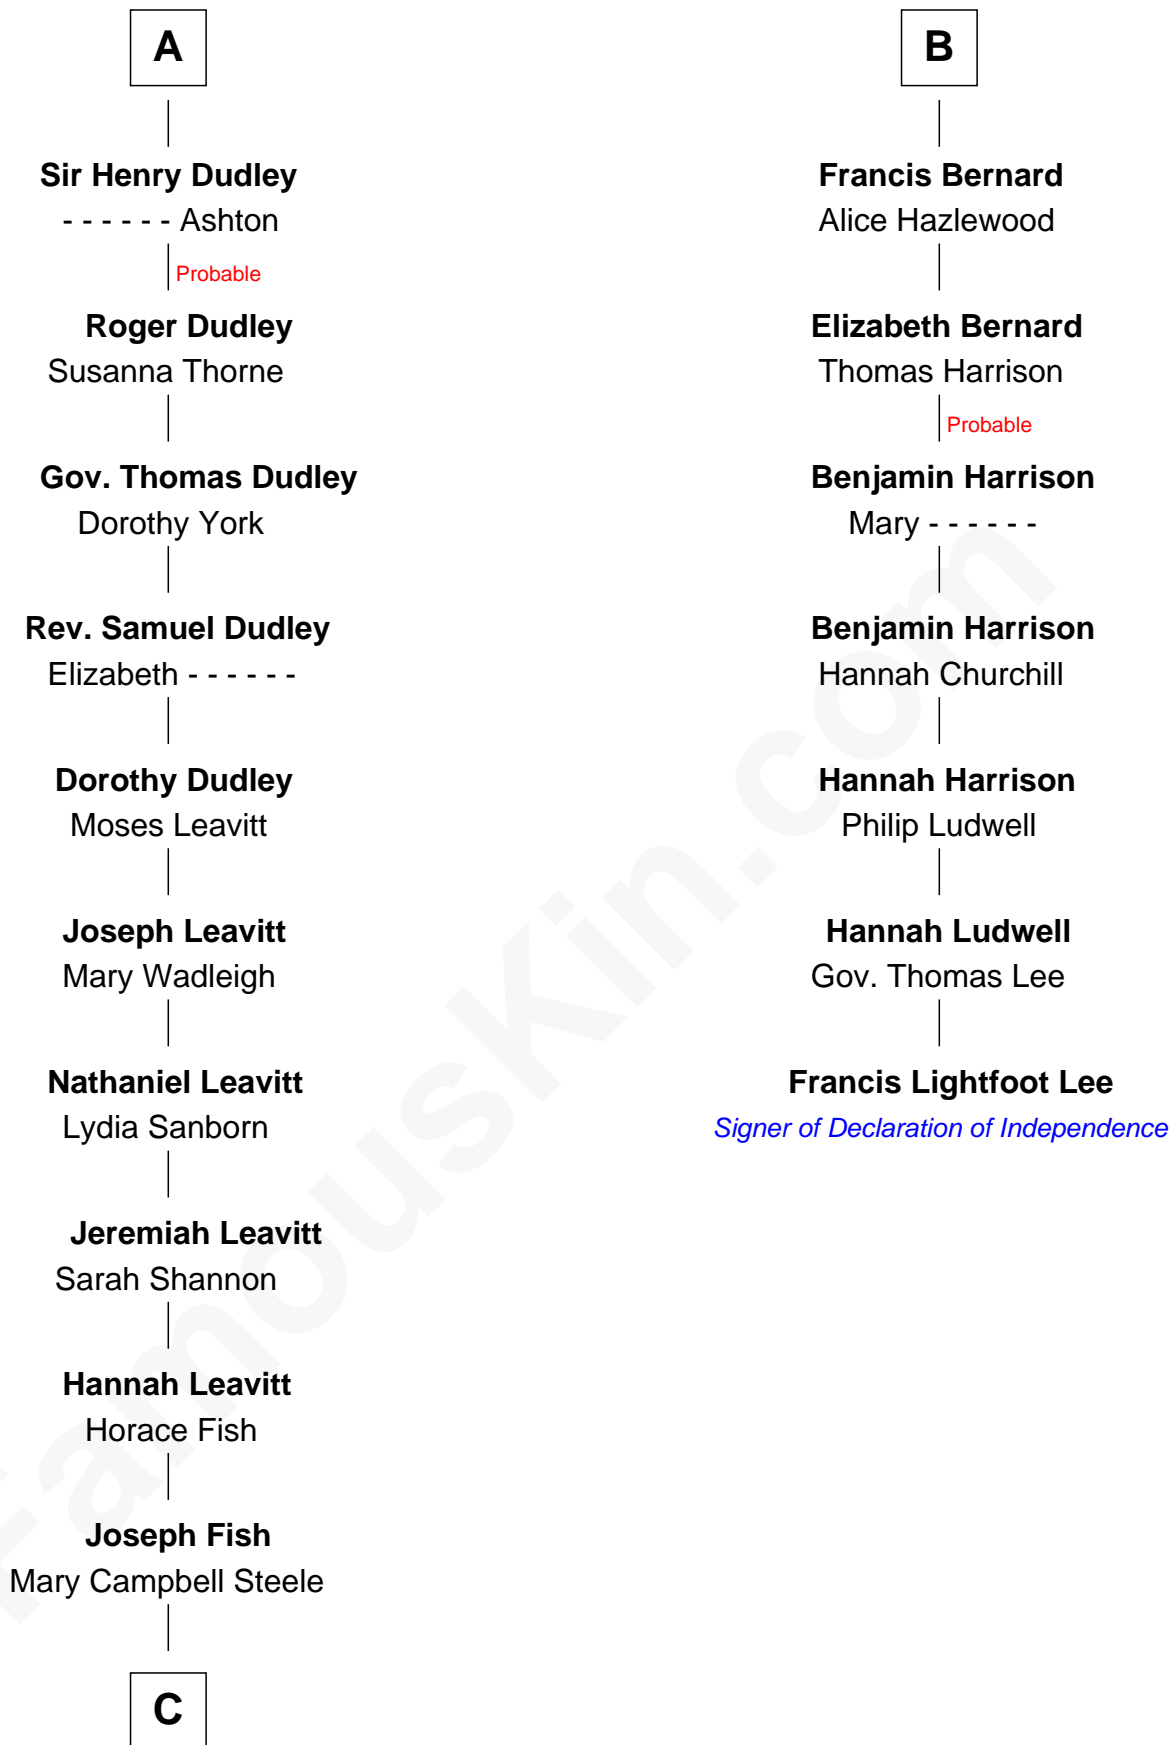 A
Sir Henry Dudley
- - - - - - Ashton
Probable
Roger Dudley
Susanna Thorne
Gov. Thomas Dudley
Dorothy York
Rev. Samuel Dudley
Elizabeth - - - - - -
Dorothy Dudley
Moses Leavitt
Joseph Leavitt
Mary Wadleigh
Nathaniel Leavitt
Lydia Sanborn
Jeremiah Leavitt
Sarah Shannon
Hannah Leavitt
Horace Fish
Joseph Fish
Mary Campbell Steele
C
B
Francis Bernard
Alice Hazlewood
Elizabeth Bernard
Thomas Harrison
Probable
Benjamin Harrison
Mary - - - - - -
Benjamin Harrison
Hannah Churchill
Hannah Harrison
Philip Ludwell
Hannah Ludwell
Gov. Thomas Lee
Francis Lightfoot Lee
Signer of Declaration of Independence
FamousKin.com